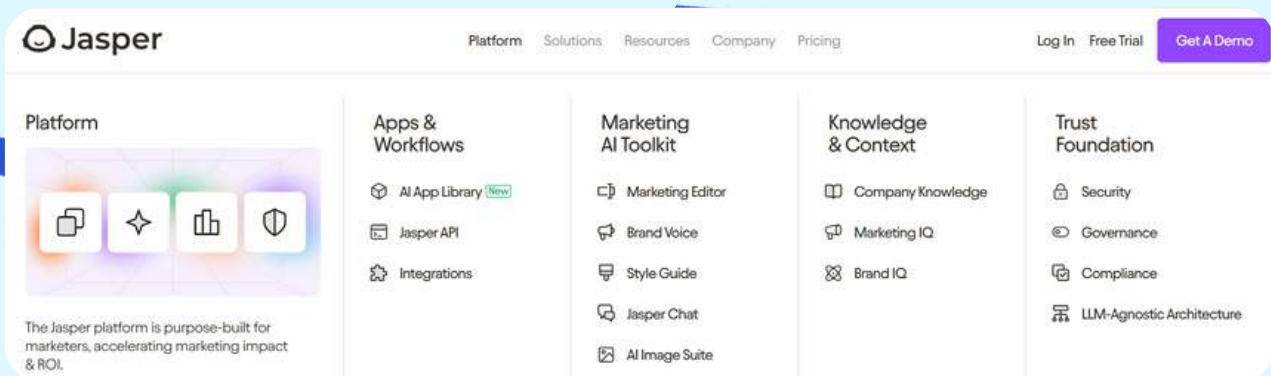 Jasper
Platform
Solutions
Resources
Company
Pricing
Log In
Free Trial
Get A Demo
Platform
The Jasper platform is purpose-built for
marketers, accelerating marketing impact
& ROI.
Apps &
Workflows
AI App Library New
Jasper API
Integrations
Marketing
AI Toolkit
Marketing Editor
Brand Voice
Style Guide
Jasper Chat
AI Image Suite
Knowledge
& Context
Company Knowledge
Marketing IQ
Brand IQ
Trust
Foundation
Security
Governance
Compliance
LLM-Agnostic Architecture